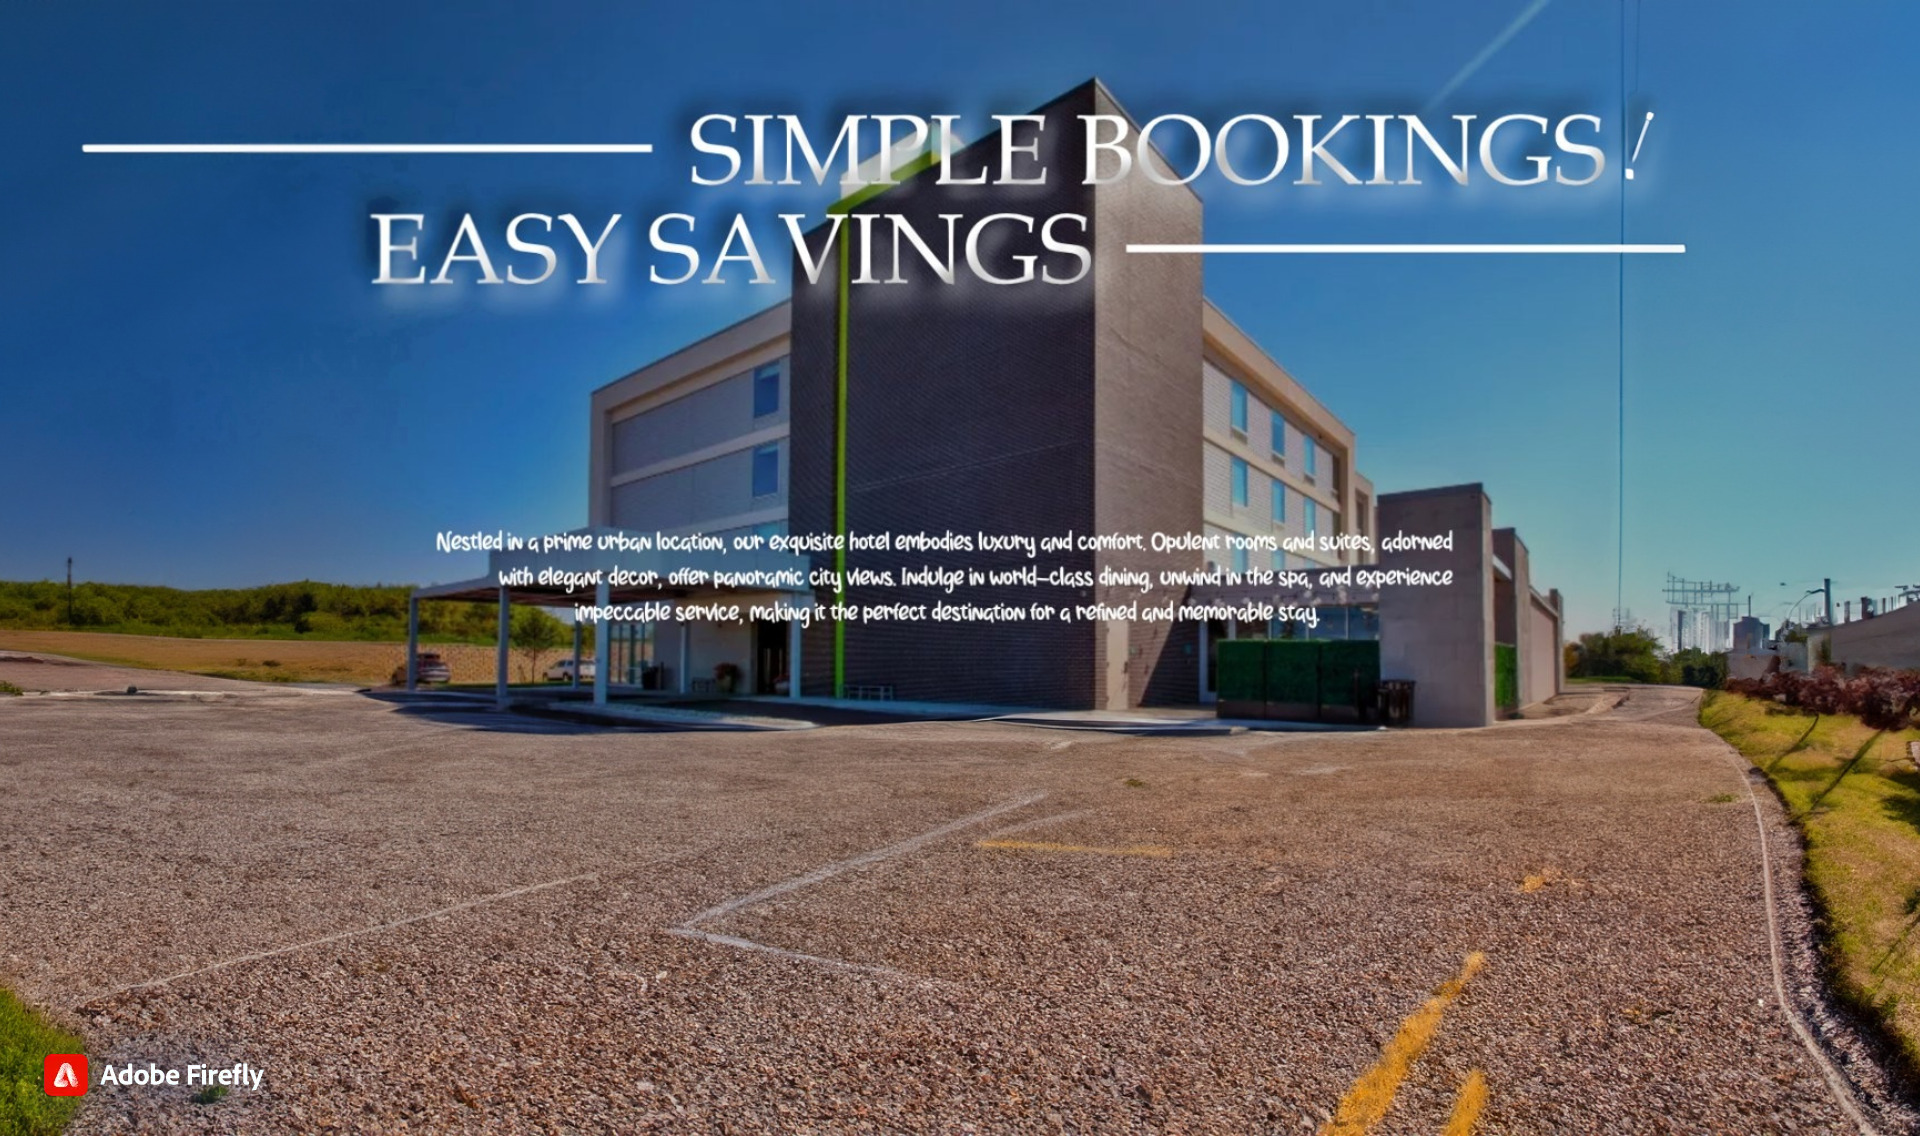 SIMPLE BOOKINGS !
EASY SAVINGS
Nestled in a prime urban location, our exquisite hotel embodies luxury and comfort. Opulent rooms and suites, adorned
with elegant decor, offer panoramic city views. Indulge in world-class dining, unwind in the spa, and experience
impeccable service, making it the perfect destination for a refined and memorable stay.
Adobe Firefly